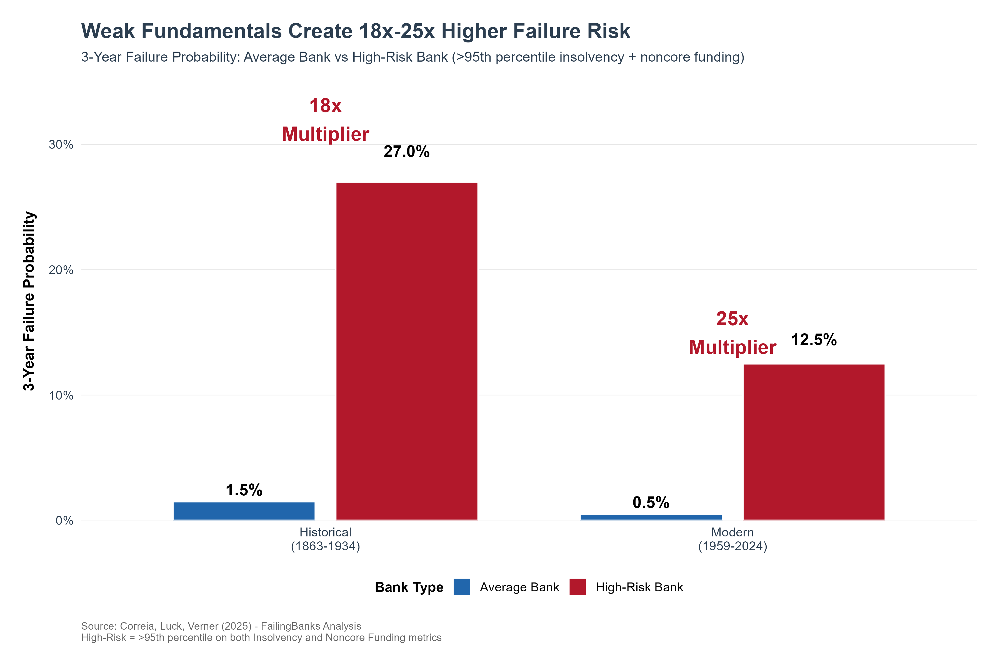 Weak Fundamentals Create 18x-25x Higher Failure Risk
3-Year Failure Probability: Average Bank vs High-Risk Bank (>95th percentile insolvency + noncore funding)
3-Year Failure Probability
30%
20%
10%
0%
18x
Multiplier
27.0%
1.5%
25x
Multiplier
12.5%
0.5%
Historical
(1863-1934)
Modern
(1959-2024)
Bank Type
Average Bank
High-Risk Bank
Source: Correia, Luck, Verner (2025) - FailingBanks Analysis
High-Risk = >95th percentile on both Insolvency and Noncore Funding metrics